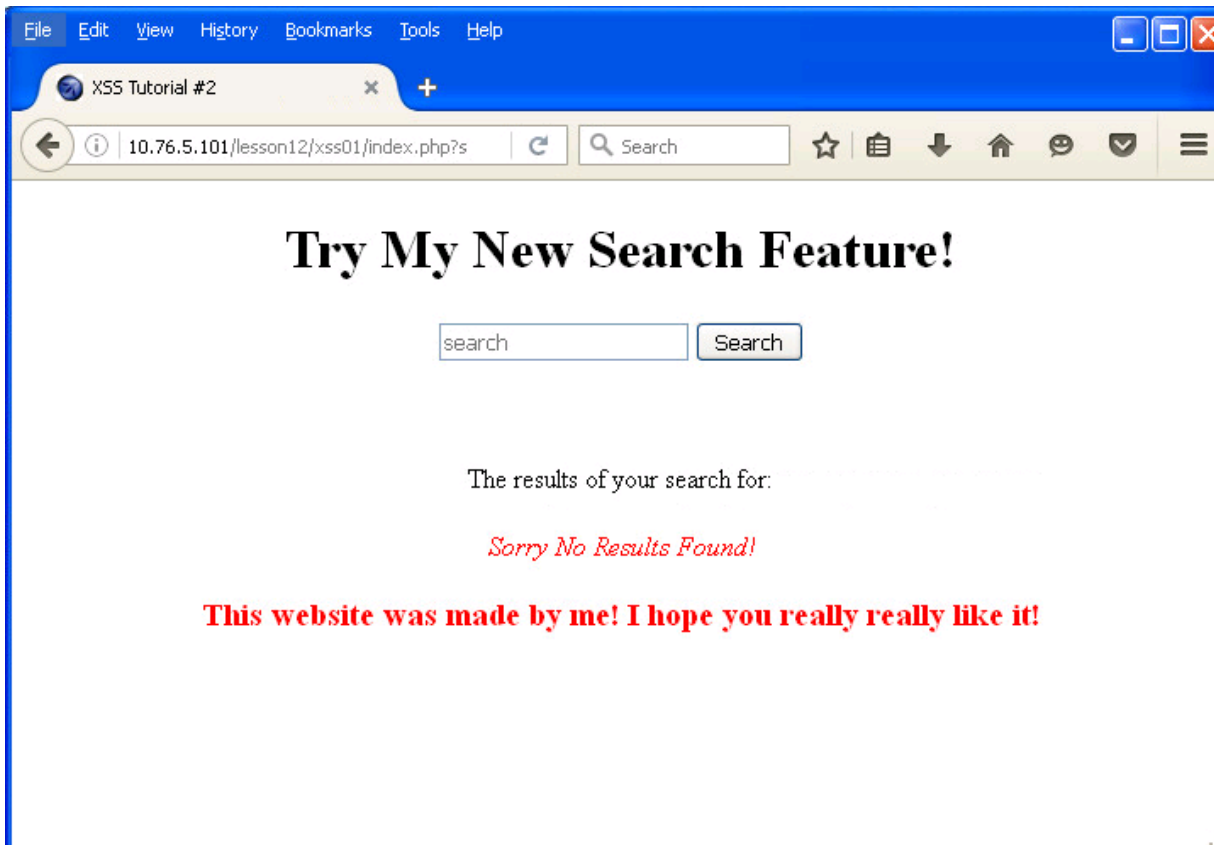 File Edit View History Bookmarks Tools Help
XSS Tutorial #2
10.76.5.101/lesson12/xss01/index.php?s
Search
Try My New Search Feature!
search Search
The results of your search for:
Sorry No Results Found!
This website was made by me! I hope you really really like it!